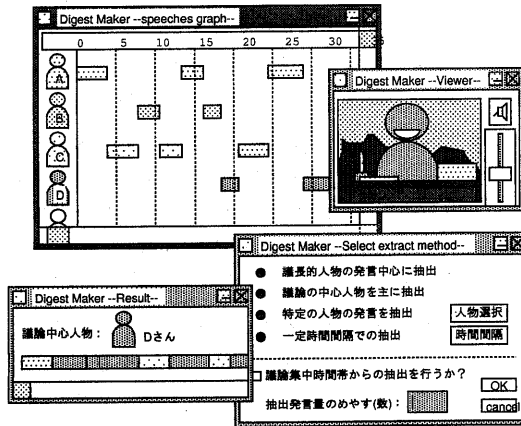 Digest Maker --speeches graph--
0 5 10 15 20 25 30
A
B
C
D
Digest Maker --Viewer--
Digest Maker --Select extract method--
議長的人物の発言中心に抽出
議論の中心人物を主に抽出
特定の人物の発言を抽出 人物選択
一定時間間隔での抽出 時間間隔
議論集中時間帯からの抽出を行うか?
OK
抽出発言量のめやす(数):
cancel
Digest Maker --Result--
議論中心人物: Dさん